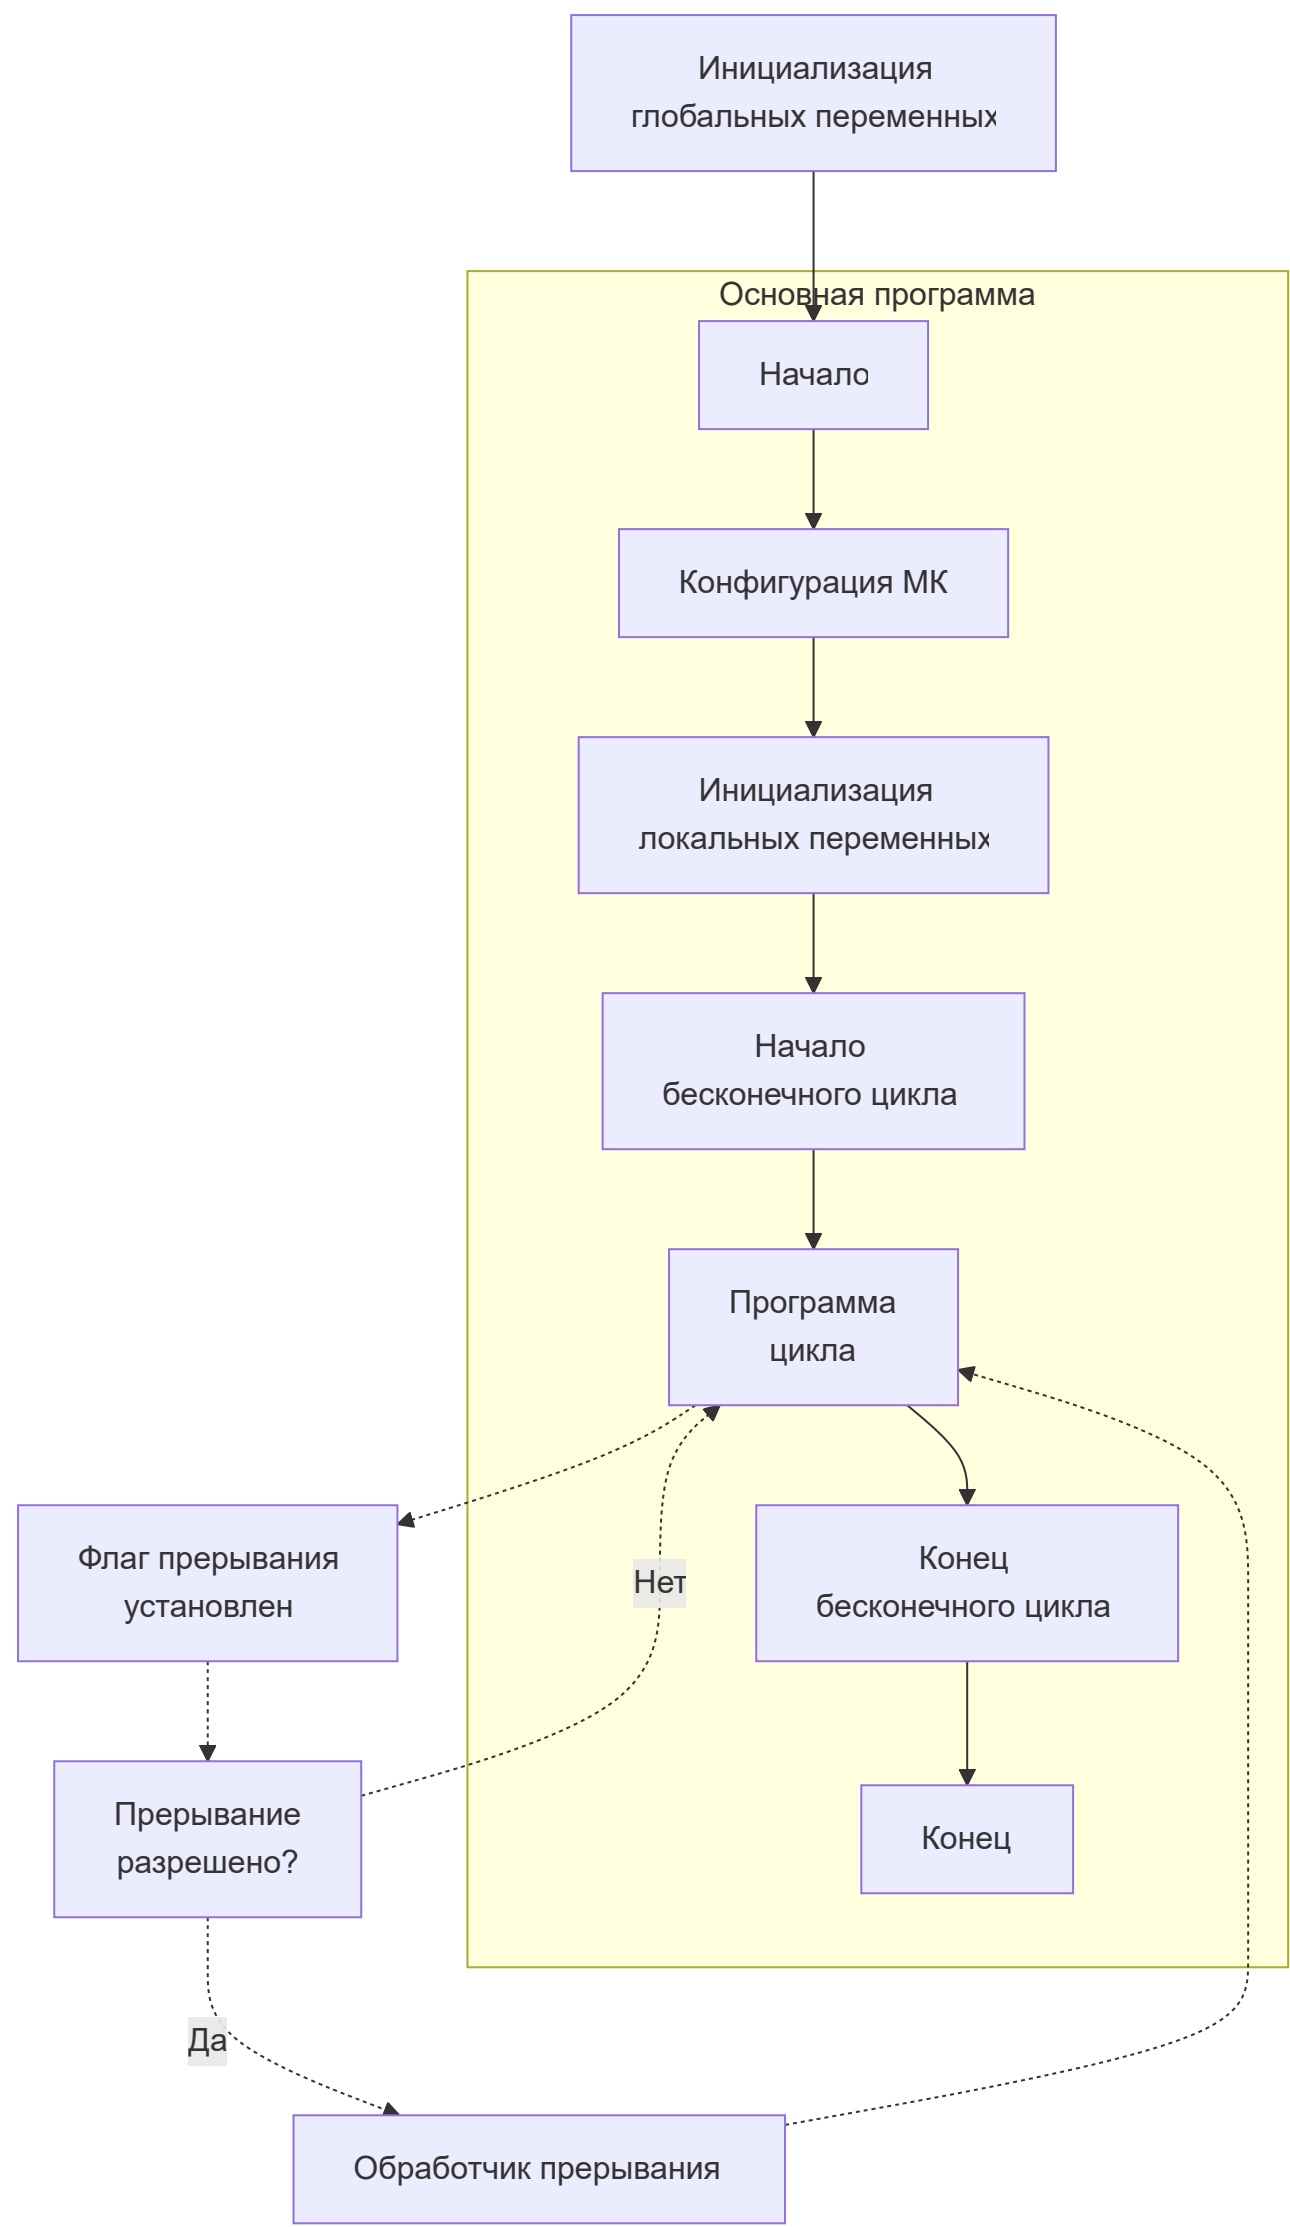 Инициализация
глобальных переменных
Основная программа
Начало
Конфигурация МК
Инициализация
локальных переменных
Начало
бесконечного цикла
Программа
цикла
Флаг прерывания
установлен
Нет
Конец
бесконечного цикла
Прерывание
разрешено?
Конец
Да
Обработчик прерывания